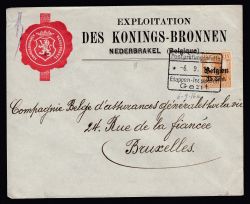 EXPLOITATION
DES KONINGS-BRONNEN
NEDERBRAKEL (Belgique)
Belgien
Gent
Compagnie Belge d'assurances générales sur la vie
24, Rue de la fiancée
Bruxelles